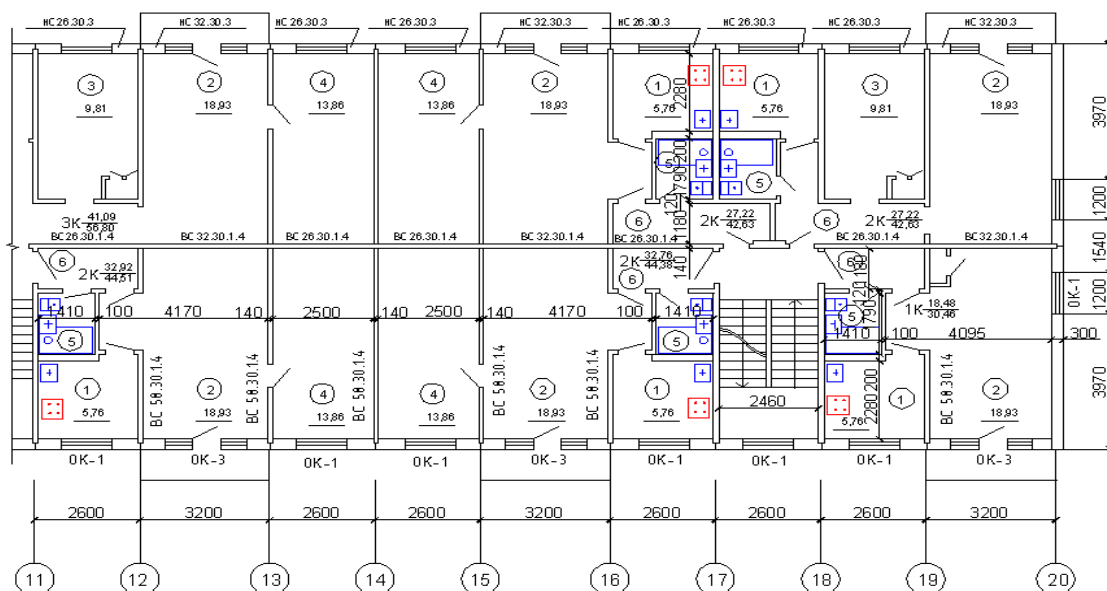 НС 26.30.3 НС 32.30.3 НС 26.30.3 НС 26.30.3 НС 32.30.3 НС 26.30.3 НС 26.30.3 НС 26.30.3 НС 32.30.3
3 2 4 4 2 1 1 3 2
9,81 18,93 13,86 13,86 18,93 5,76 5,76 9,81 18,93
2280
3970
5 5
200
1790
120
1180
1200
3К 41,09 56,80
6 2К 27,22 42,63 6 2К 27,22 42,63
ВС 26.30.1.4 ВС 32.30.1.4 ВС 26.30.1.4 ВС 26.30.1.4 ВС 32.30.1.4 ВС 26.30.1.4 ВС 26.30.1.4 ВС 32.30.1.4
1540
6 2К 32,92 44,51 2К 32,76 44,38 6 140 6 180
120
790
1К 18,48 30,46
1200
ОК-1
1410 100 4170 140 2500 140 2500 140 4170 100 1410
5 5 5
1410 100 4095 300
ВС 58.30.1.4 ВС 58.30.1.4 ВС 58.30.1.4 ВС 58.30.1.4 ВС 58.30.1.4 ВС 58.30.1.4
1 2 4 4 2 1 1 2
5,76 18,93 13,86 13,86 18,93 5,76 5,76 18,93
2460
2280
200
3970
ОК-1 ОК-3 ОК-1 ОК-1 ОК-3 ОК-1 ОК-1 ОК-1 ОК-3
2600 3200 2600 2600 3200 2600 2600 2600 3200
11 12 13 14 15 16 17 18 19 20